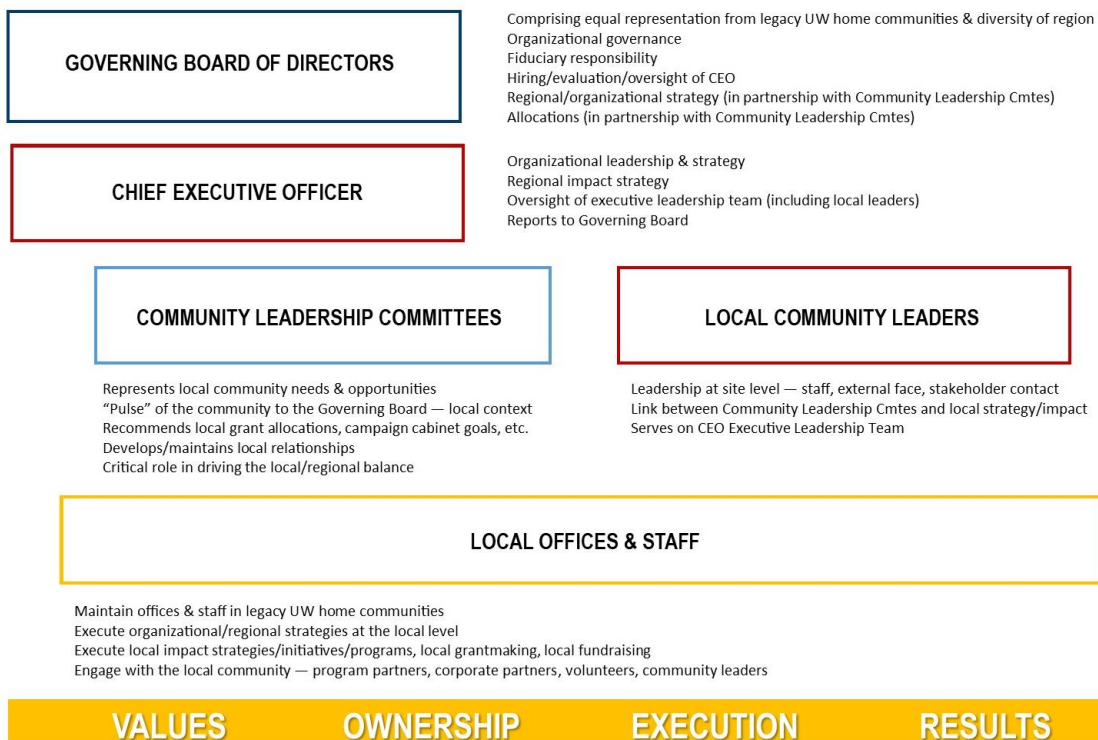 GOVERNING BOARD OF DIRECTORS
Comprising equal representation from legacy UW home communities & diversity of region
Organizational governance
Fiduciary responsibility
Hiring/evaluation/oversight of CEO
Regional/organizational strategy (in partnership with Community Leadership Cmtes)
Allocations (in partnership with Community Leadership Cmtes)
CHIEF EXECUTIVE OFFICER
Organizational leadership & strategy
Regional impact strategy
Oversight of executive leadership team (including local leaders)
Reports to Governing Board
COMMUNITY LEADERSHIP COMMITTEES
Represents local community needs & opportunities
“Pulse” of the community to the Governing Board — local context
Recommends local grant allocations, campaign cabinet goals, etc.
Develops/maintains local relationships
Critical role in driving the local/regional balance
LOCAL COMMUNITY LEADERS
Leadership at site level — staff, external face, stakeholder contact
Link between Community Leadership Cmtes and local strategy/impact
Serves on CEO Executive Leadership Team
LOCAL OFFICES & STAFF
Maintain offices & staff in legacy UW home communities
Execute organizational/regional strategies at the local level
Execute local impact strategies/initiatives/programs, local grantmaking, local fundraising
Engage with the local community — program partners, corporate partners, volunteers, community leaders
VALUES OWNERSHIP EXECUTION RESULTS